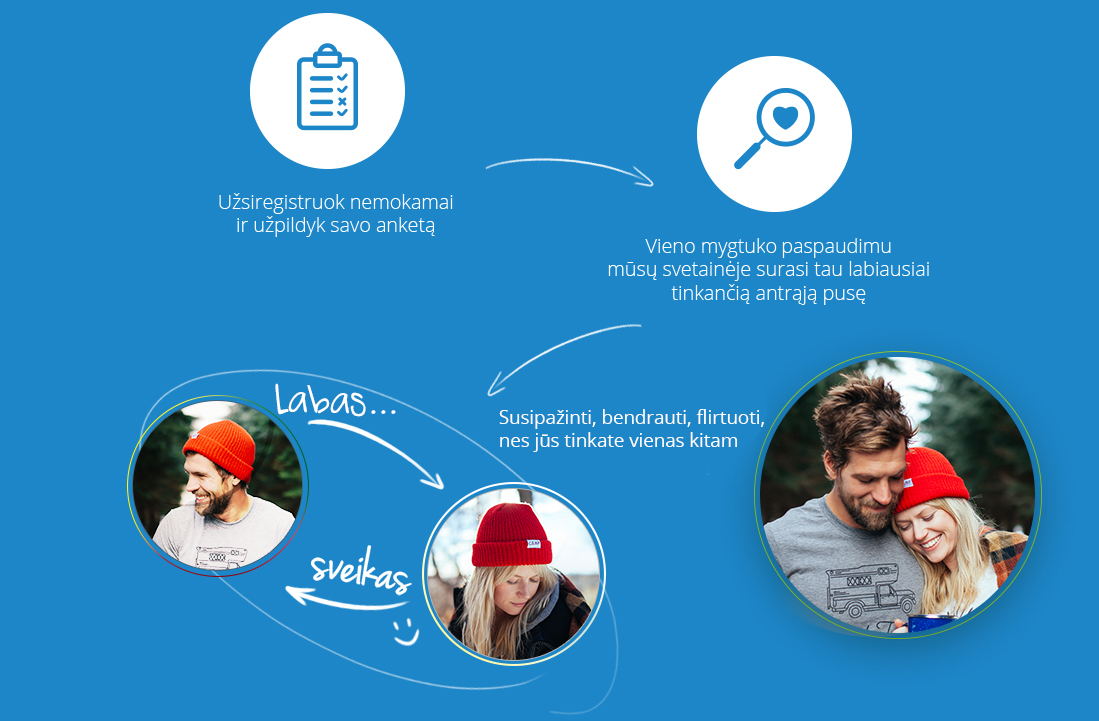 Užsiregistruok nemokamai
ir užpildyk savo anketą
Vieno mygtuko paspaudimu
mūsų svetainėje surasi tau labiausiai
tinkančią antrąją pusę
Labas...
Susipažinti, bendrauti, flirtuoti,
nes jūs tinkate vienas kitam
sveikas